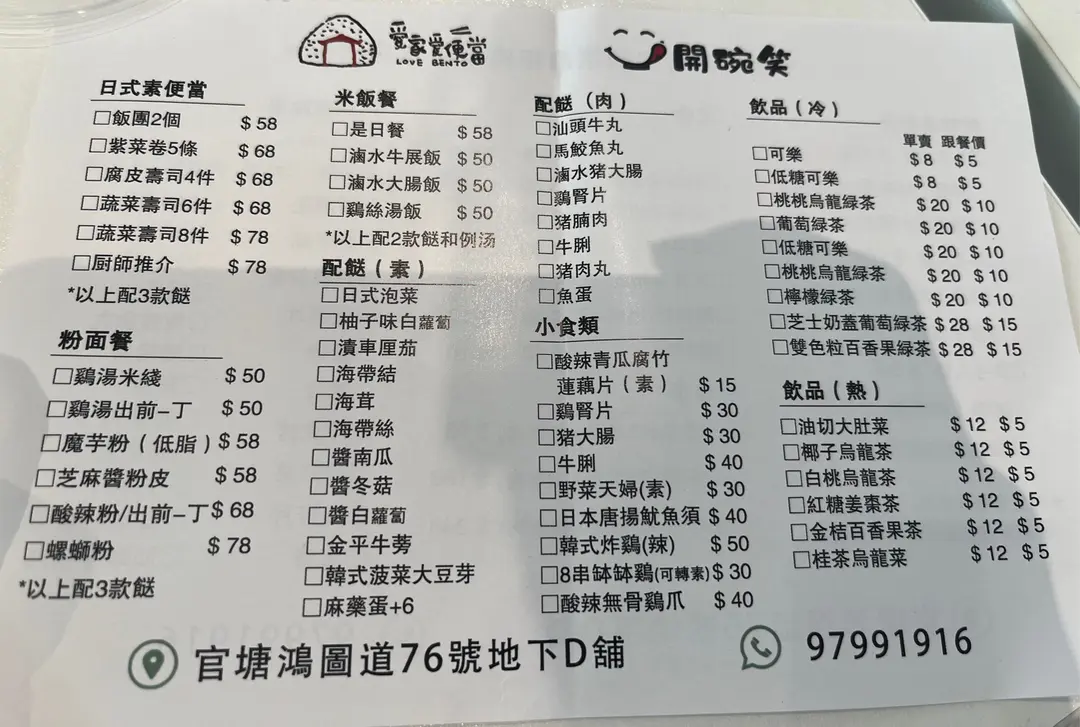 愛家愛便當
LOVE BENTO
開碗笑
日式素便當
□飯團2個 $58
□紫菜卷5條 $68
□腐皮壽司4件 $68
□蔬菜壽司6件 $68
□蔬菜壽司8件 $78
□厨師推介 $78
*以上配3款餸
粉面餐
□鷄湯米綫 $50
□鷄湯出前一丁 $50
□魔芋粉（低脂）$58
□芝麻醬粉皮 $58
□酸辣粉/出前一丁 $68
□螺螄粉 $78
*以上配3款餸
米飯餐
□是日餐 $58
□滷水牛展飯 $50
□滷水大腸飯 $50
□鷄絲湯飯 $50
*以上配2款餸和例汤
配餸（素）
□日式泡菜
□柚子味白蘿蔔
□漬車厘茄
□海帶結
□海茸
□海帶絲
□醬南瓜
□醬冬菇
□醬白蘿蔔
□金平牛蒡
□韓式菠菜大豆芽
□麻藥蛋+6
配餸（肉）
□汕頭牛丸
□馬鮫魚丸
□滷水猪大腸
□鷄腎片
□猪腩肉
□牛脷
□猪肉丸
□魚蛋
小食類
□酸辣青瓜腐竹
蓮藕片（素） $15
□鷄腎片 $30
□猪大腸 $30
□牛脷 $40
□野菜天婦(素) $30
□日本唐揚魷魚須 $40
□韓式炸鷄(辣) $50
□8串缽缽鷄(可轉素) $30
□酸辣無骨鷄爪 $40
飲品（冷）
單賣 跟餐價
□可樂 $8 $5
□低糖可樂 $8 $5
□桃桃烏龍緑茶 $20 $10
□葡萄緑茶 $20 $10
□低糖可樂 $20 $10
□桃桃烏龍緑茶 $20 $10
□檸檬緑茶 $20 $10
□芝士奶蓋葡萄緑茶 $28 $15
□雙色粒百香果緑茶 $28 $15
飲品（熱）
□油切大肚菜 $12 $5
□椰子烏龍茶 $12 $5
□白桃烏龍茶 $12 $5
□紅糖姜棗茶 $12 $5
□金桔百香果茶 $12 $5
□桂茶烏龍菜 $12 $5
官塘鴻圖道76號地下D舖
97991916